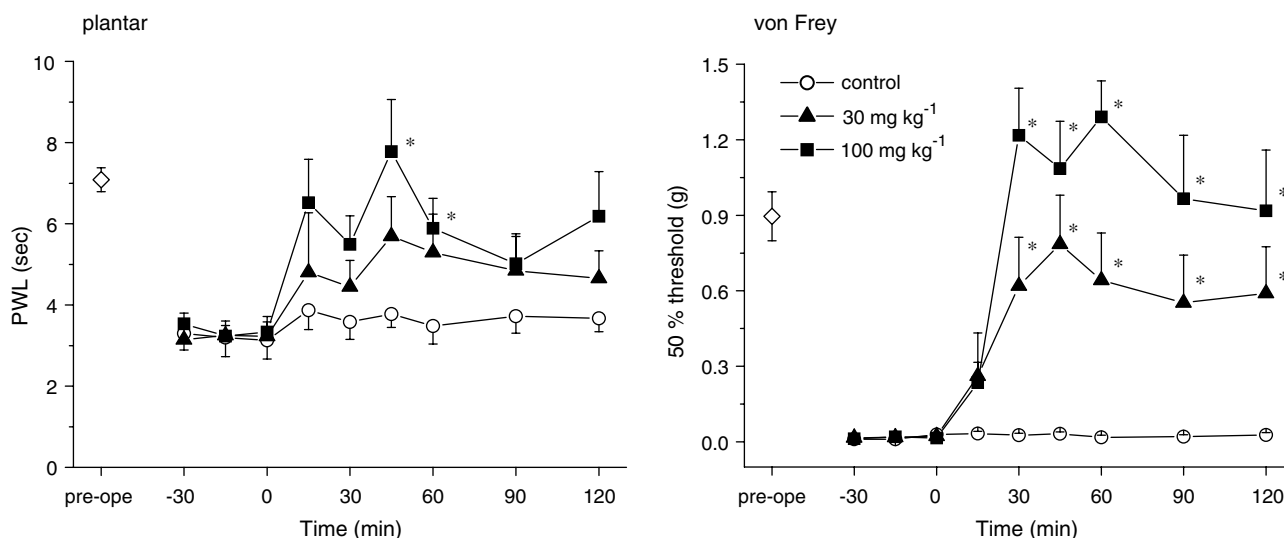 plantar
10
8
6
4
2
0
PWL (sec)
pre-ope -30 0 30 60 90 120
Time (min)
* *
von Frey
1.5
1.2
0.9
0.6
0.3
0.0
50 % threshold (g)
control
30 mg kg-1
100 mg kg-1
* * * * *
* * * * *
pre-ope -30 0 30 60 90 120
Time (min)